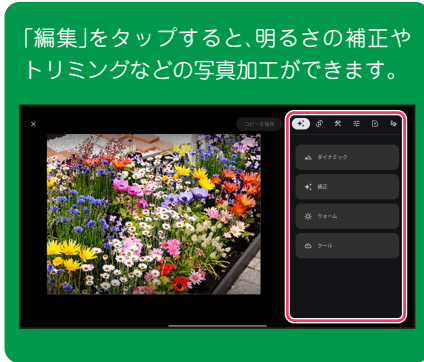 「編集」をタップすると、明るさの補正や
トリミングなどの写真加工ができます。
コピーを保存
ダイナミック
補正
ウォーム
クール